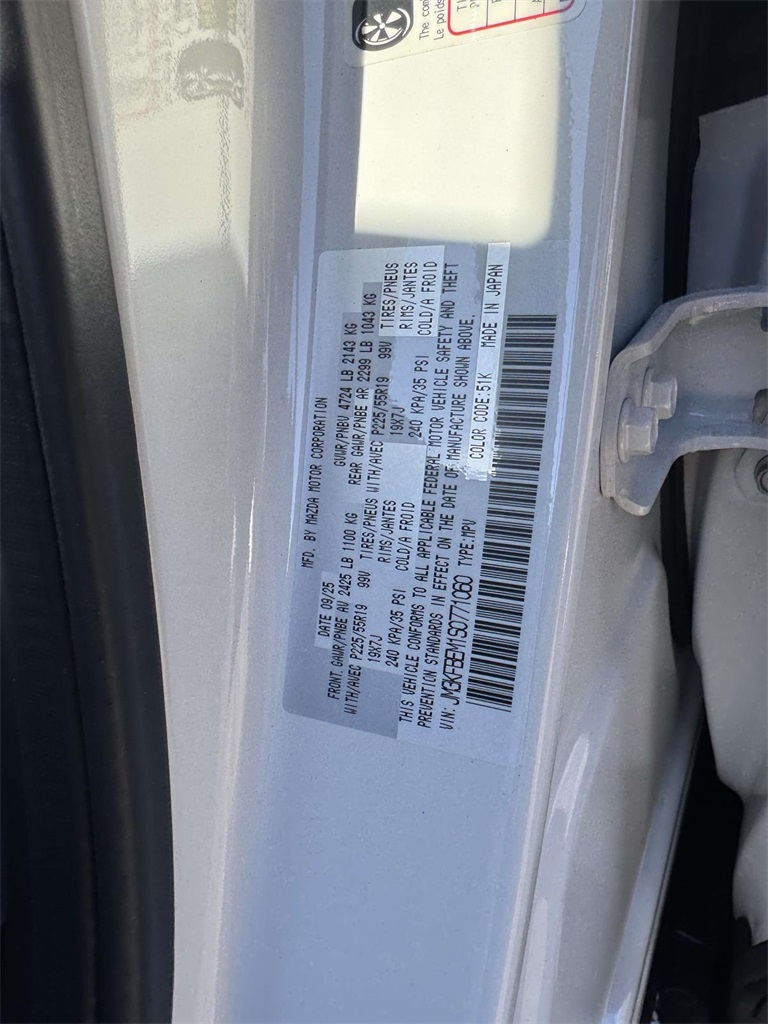 The com
Le poids
MFD. BY MAZDA MOTOR CORPORATION
DATE 09/25 GVWR/PNBV 4724 LB 2143 KG
FRONT GAWR/PNBE AV 2425 LB 1100 KG REAR GAWR/PNBE AR 2299 LB 1043 KG
WITH/AVEC P225/55R19 99V TIRES/PNEUS WITH/AVEC P225/55R19 99V TIRES/PNEUS
19X7J RIMS/JANTES 19X7J RIMS/JANTES
240 KPA/35 PSI COLD/A FROID 240 KPA/35 PSI COLD/A FROID
THIS VEHICLE CONFORMS TO ALL APPLICABLE FEDERAL MOTOR VEHICLE SAFETY AND THEFT
PREVENTION STANDARDS IN EFFECT ON THE DATE OF MANUFACTURE SHOWN ABOVE.
VIN: JM3KFBEM1S0771060 TYPE:MPV COLOR CODE:51K MADE IN JAPAN